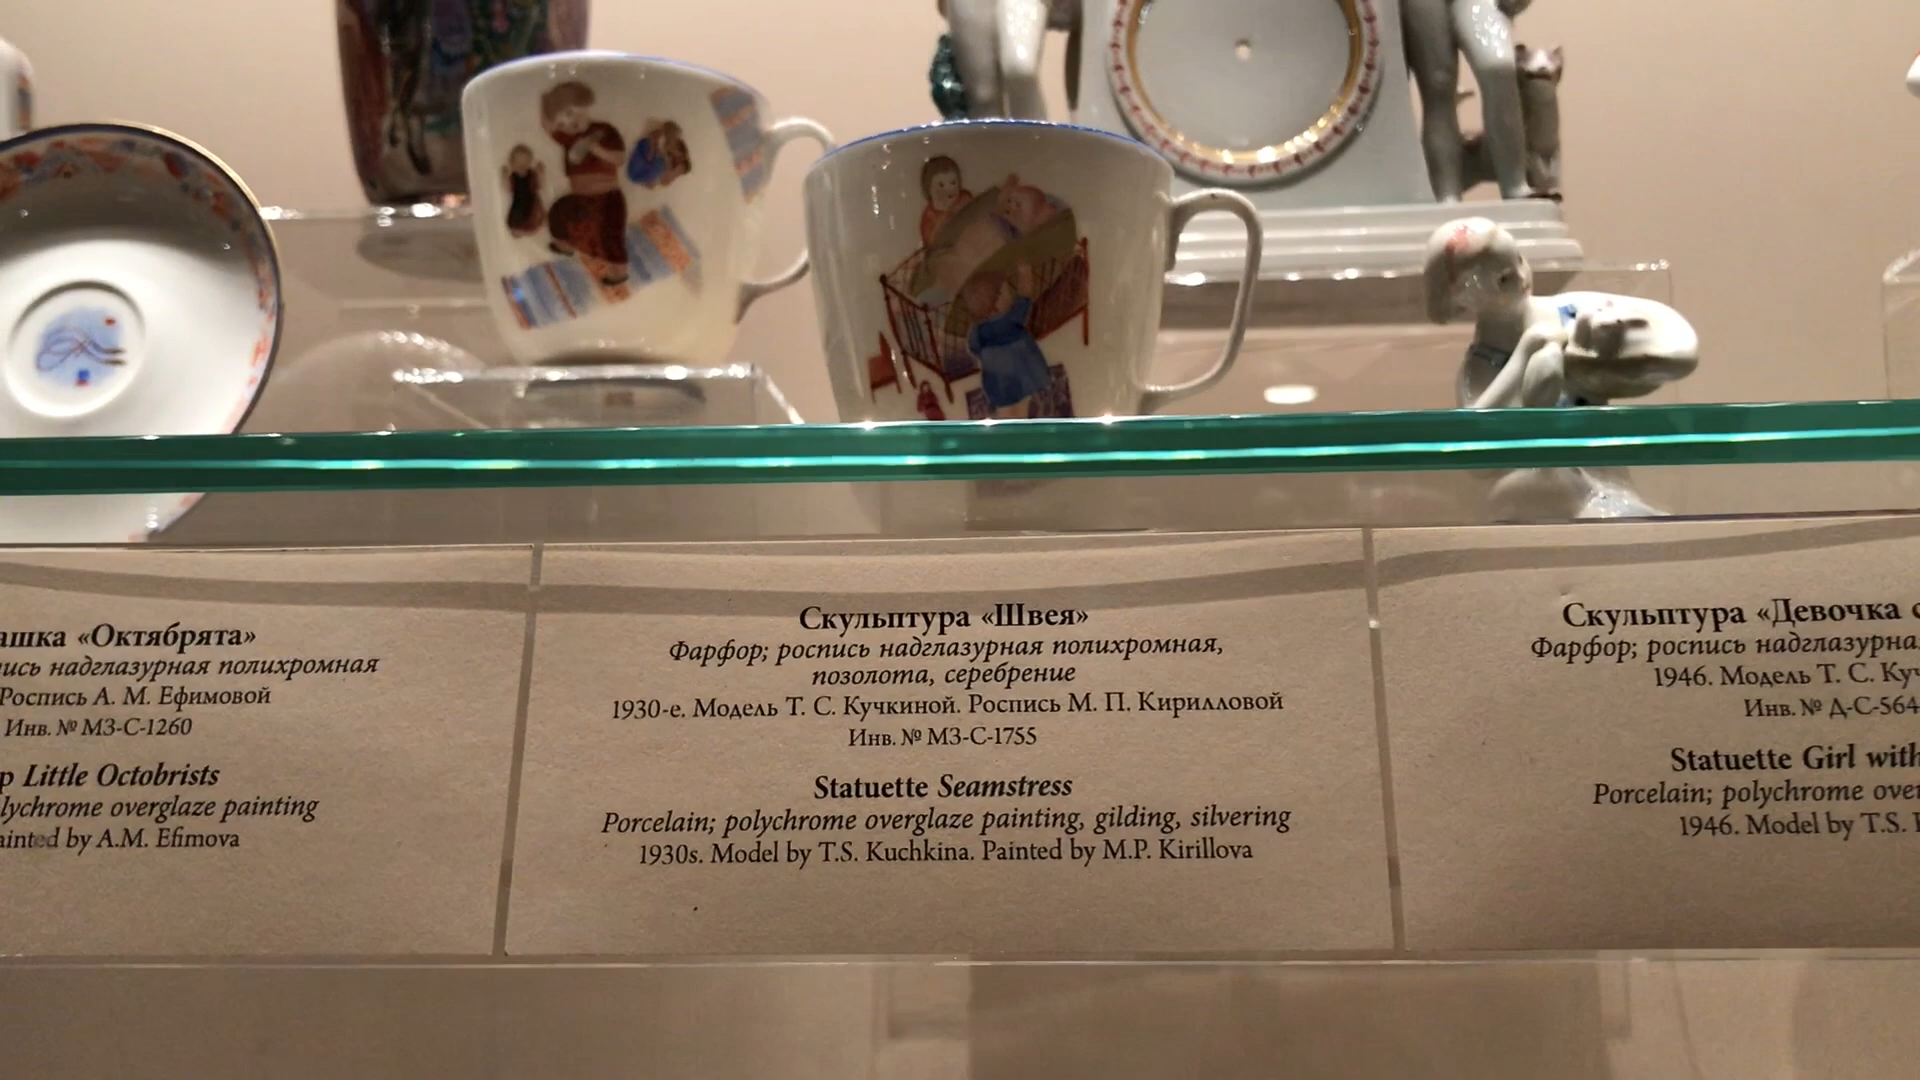 ашка «Октябрята»
пись надглазурная полихромная
Роспись А. М. Ефимовой
Инв. № МЗ-С-1260
p Little Octobrists
lychrome overglaze painting
ainted by A.M. Efimova
Скульптура «Швея»
Фарфор; роспись надглазурная полихромная,
позолота, серебрение
1930-е. Модель Т. С. Кучкиной. Роспись М. П. Кирилловой
Инв. № МЗ-С-1755
Statuette Seamstress
Porcelain; polychrome overglaze painting, gilding, silvering
1930s. Model by T.S. Kuchkina. Painted by M.P. Kirillova
Скульптура «Девочка с
Фарфор; роспись надглазурна
1946. Модель Т. С. Куч
Инв. № Д-С-564
Statuette Girl with
Porcelain; polychrome over
1946. Model by T.S.